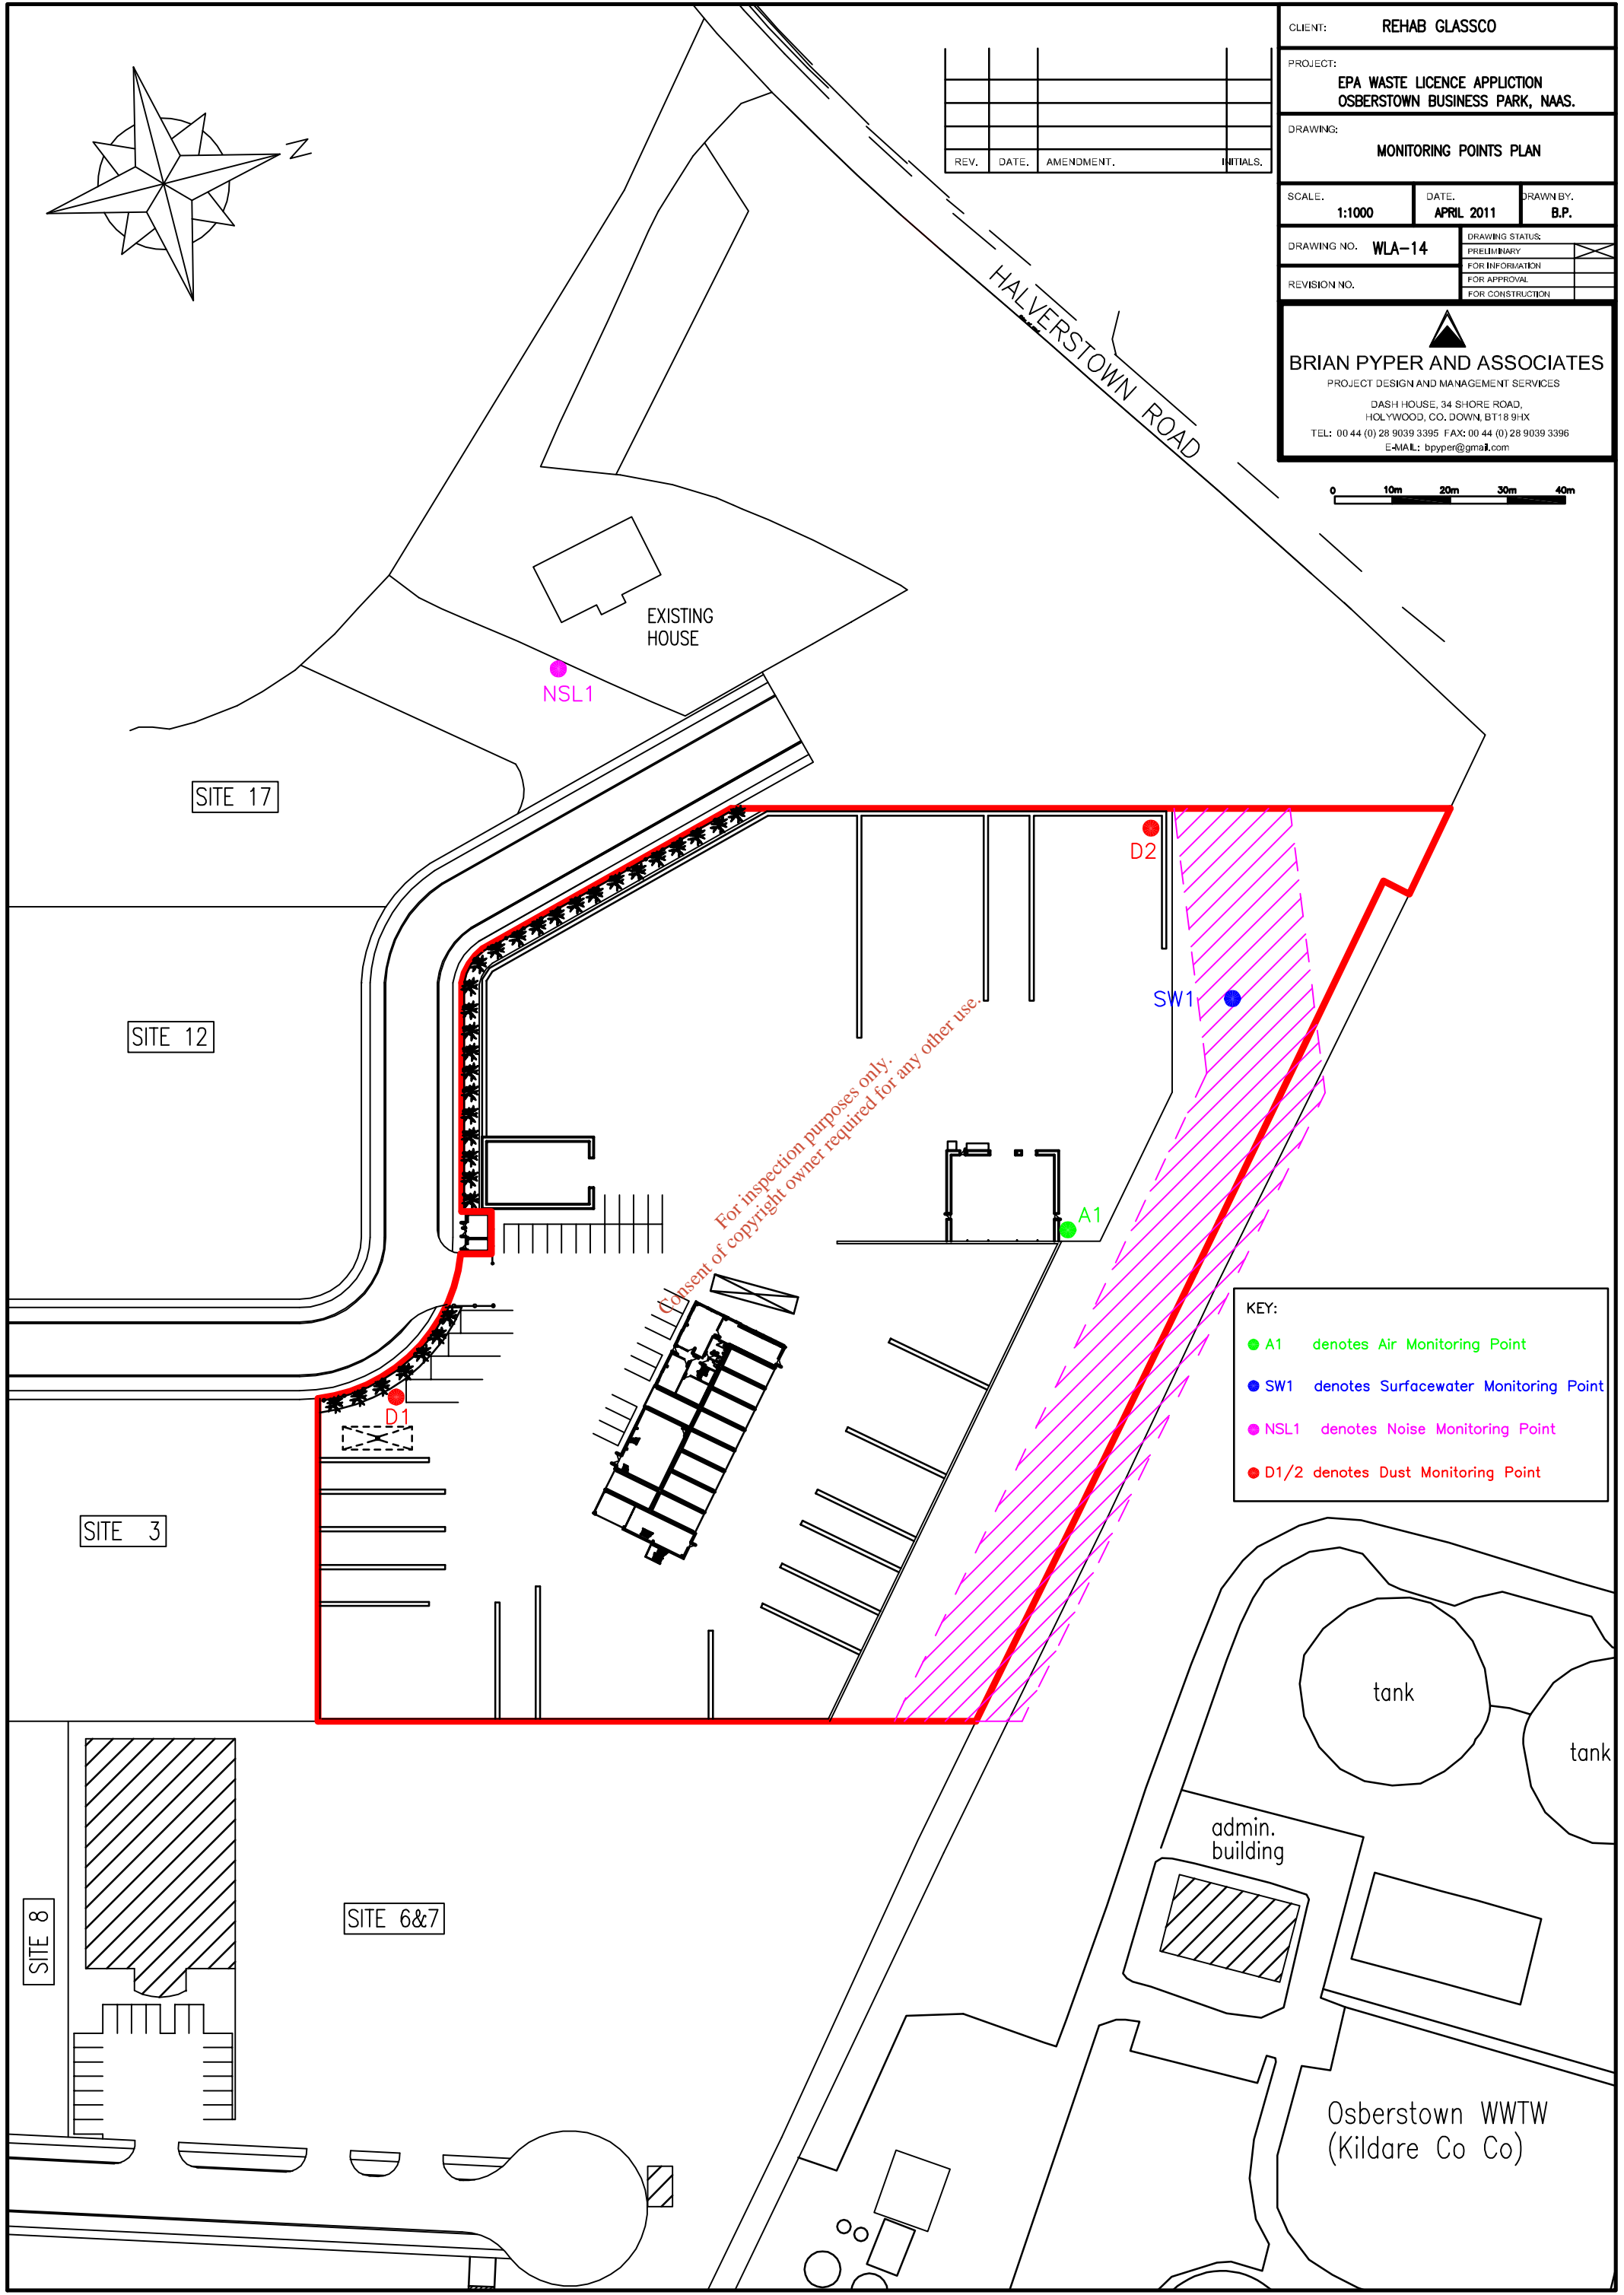 CLIENT: REHAB GLASSCO
PROJECT:
EPA WASTE LICENCE APPLICTION
OSBERSTOWN BUSINESS PARK, NAAS.
DRAWING:
MONITORING POINTS PLAN
SCALE. 1:1000
DATE. APRIL 2011
DRAWN BY. B.P.
DRAWING NO. WLA-14
DRAWING STATUS:
PRELIMINARY
FOR INFORMATION
FOR APPROVAL
FOR CONSTRUCTION
REVISION NO.
BRIAN PYPER AND ASSOCIATES
PROJECT DESIGN AND MANAGEMENT SERVICES
DASH HOUSE, 34 SHORE ROAD,
HOLYWOOD, CO. DOWN, BT18 9HX
TEL: 00 44 (0) 28 9039 3395 FAX: 00 44 (0) 28 9039 3396
E-MAIL: bpyper@gmail.com
REV. DATE. AMENDMENT. INITIALS.
0 10m 20m 30m 40m
N
HALVERSTOWN ROAD
EXISTING
HOUSE
NSL1
SITE 17
D2
SW1
SITE 12
For inspection purposes only.
Consent of copyright owner required for any other use.
A1
KEY:
A1 denotes Air Monitoring Point
SW1 denotes Surfacewater Monitoring Point
NSL1 denotes Noise Monitoring Point
D1/2 denotes Dust Monitoring Point
D1
SITE 3
tank
tank
admin.
building
SITE 8
SITE 6&7
Osberstown WWTW
(Kildare Co Co)